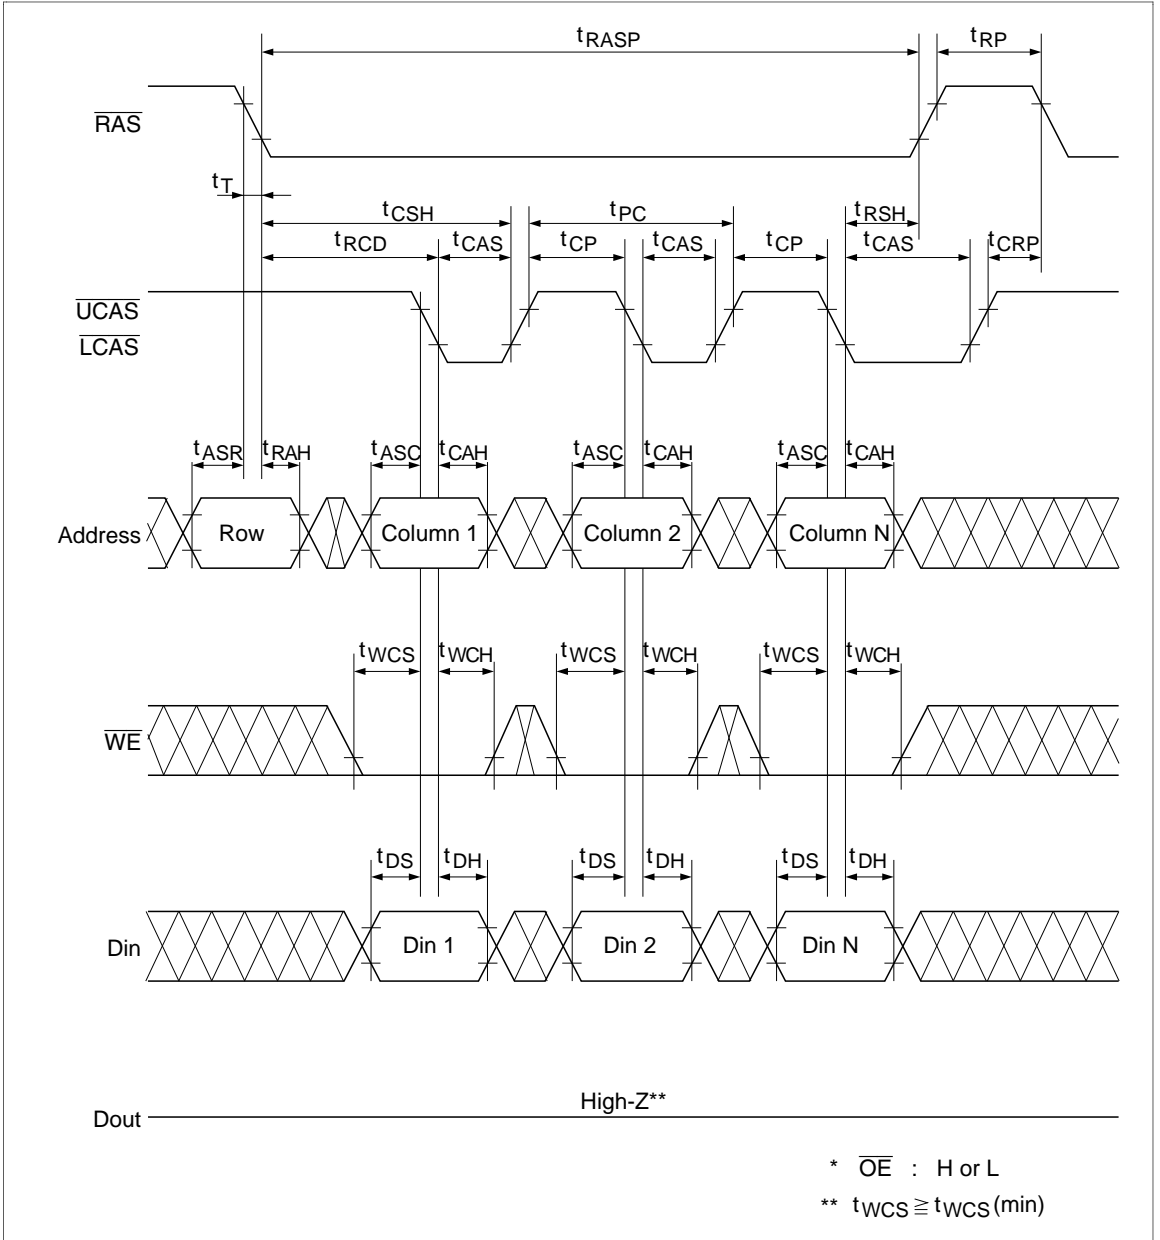 tRASP tRP
RAS
tT
tCSH tPC tRSH
tRCD tCAS tCP tCAS tCP tCAS tCRP
UCAS
LCAS
tASR tRAH tASC tCAH tASC tCAH tASC tCAH
Address Row Column 1 Column 2 Column N
tWCS tWCH tWCS tWCH tWCS tWCH
WE
tDS tDH tDS tDH tDS tDH
Din Din 1 Din 2 Din N
High-Z**
Dout
* OE : H or L
** tWCS ≧ tWCS(min)